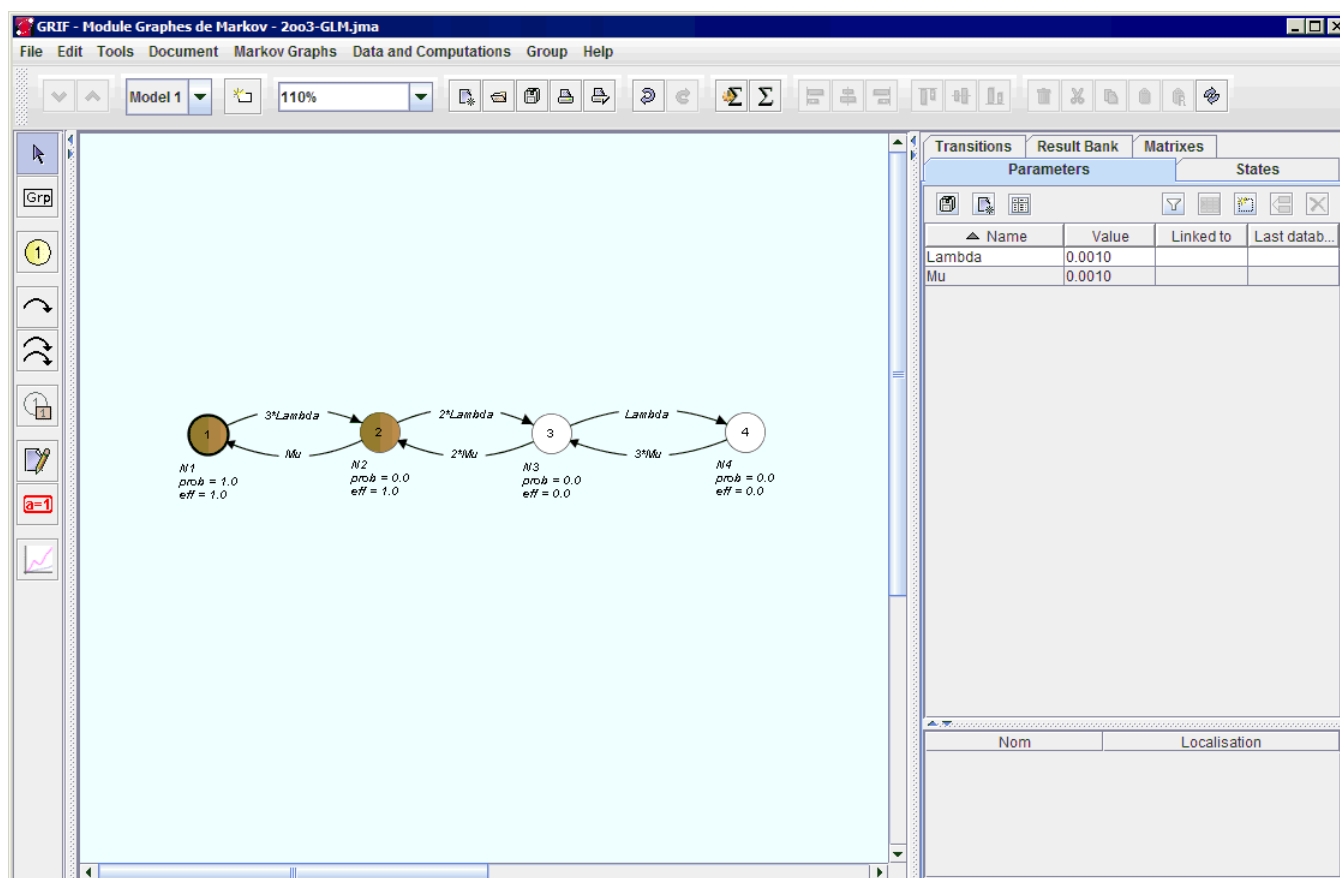 GRIF - Module Graphes de Markov - 2oo3-GLM.jma
File Edit Tools Document Markov Graphs Data and Computations Group Help
Model 1 110% Σ Σ
Transitions Result Bank Matrixes
Parameters States
Grp
Name Value Linked to Last datab...
Lambda 0.0010
Mu 0.0010
1
3*Lambda 2*Lambda Lambda
1 2 3 4
Mu 2*Mu 3*Mu
N1
prob = 1.0
eff = 1.0
N2
prob = 0.0
eff = 1.0
N3
prob = 0.0
eff = 0.0
N4
prob = 0.0
eff = 0.0
1
a=1
Nom Localisation